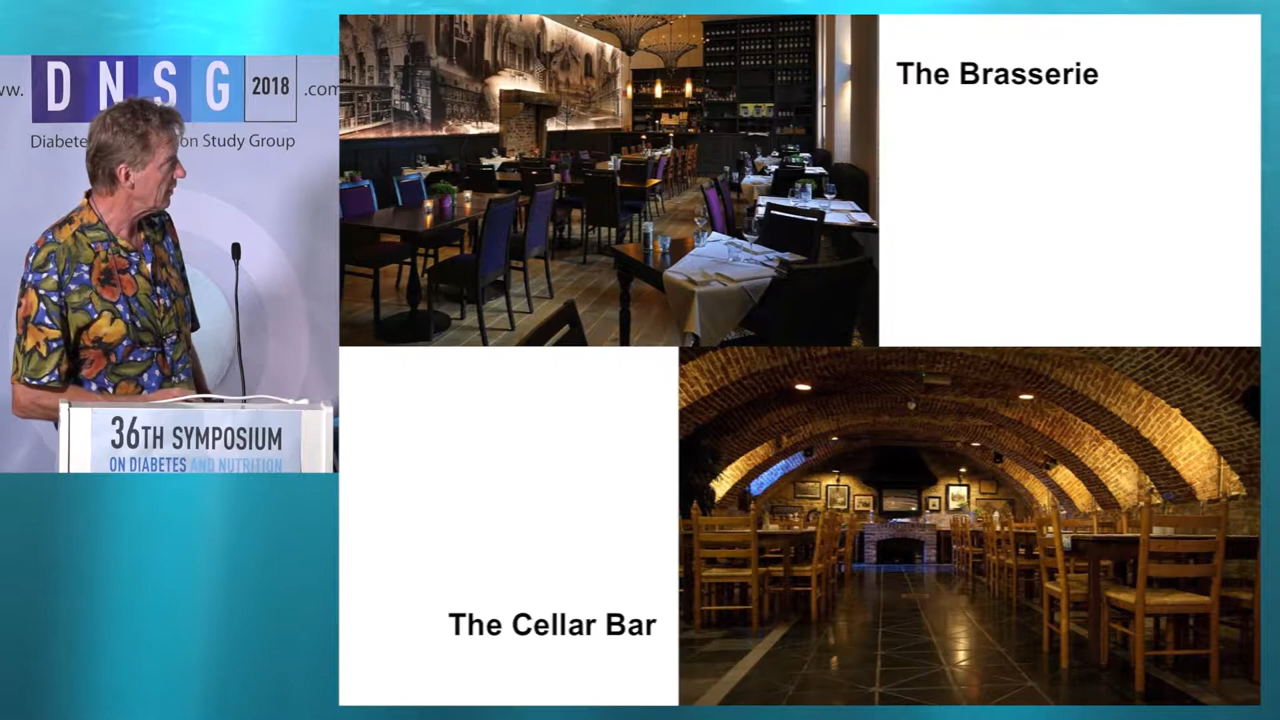 ww.
DNSG
2018
.com
Diabete
on Study Group
36TH SYMPOSIUM
ON DIABETES AND NUTRITION
The Brasserie
The Cellar Bar